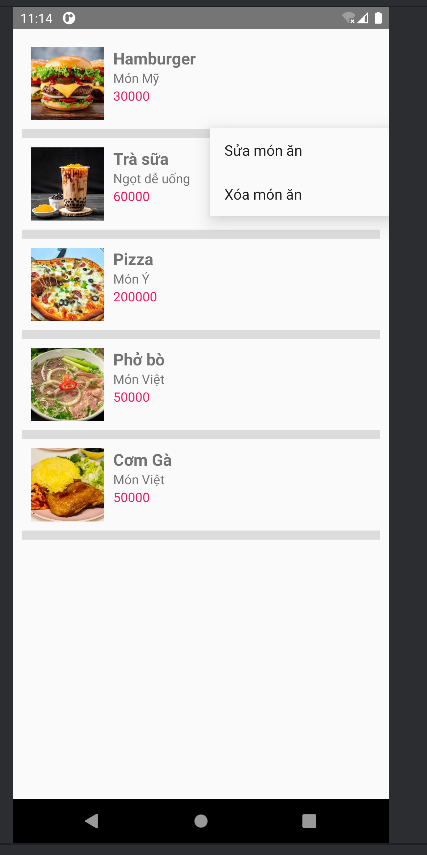 11:14
Hamburger
Món Mỹ
30000
Trà sữa
Ngọt dễ uống
60000
Sửa món ăn
Xóa món ăn
Pizza
Món Ý
200000
Phở bò
Món Việt
50000
Cơm Gà
Món Việt
50000